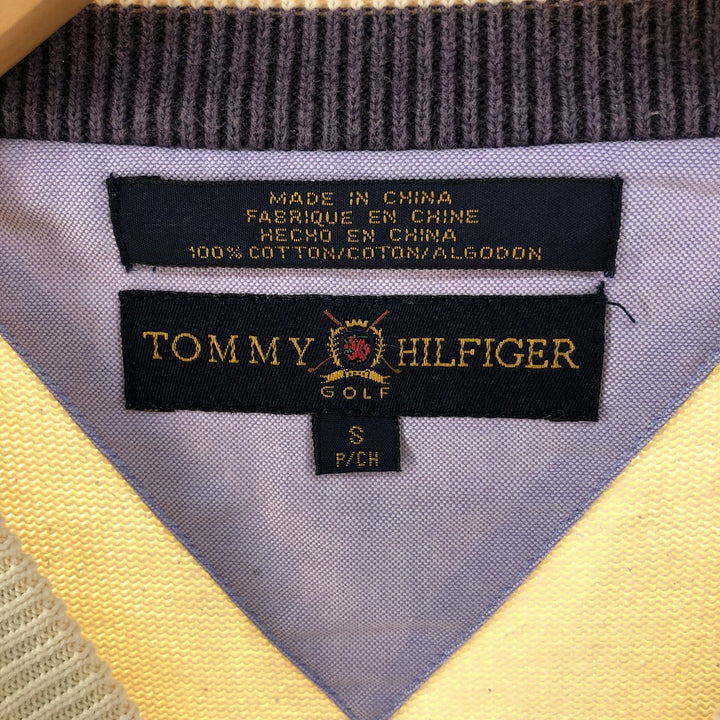 MADE IN CHINA
FABRIQUE EN CHINE
HECHO EN CHINA
100% COTTON/COTON/ALGODON
TOMMY HILFIGER
GOLF
S
P/CH